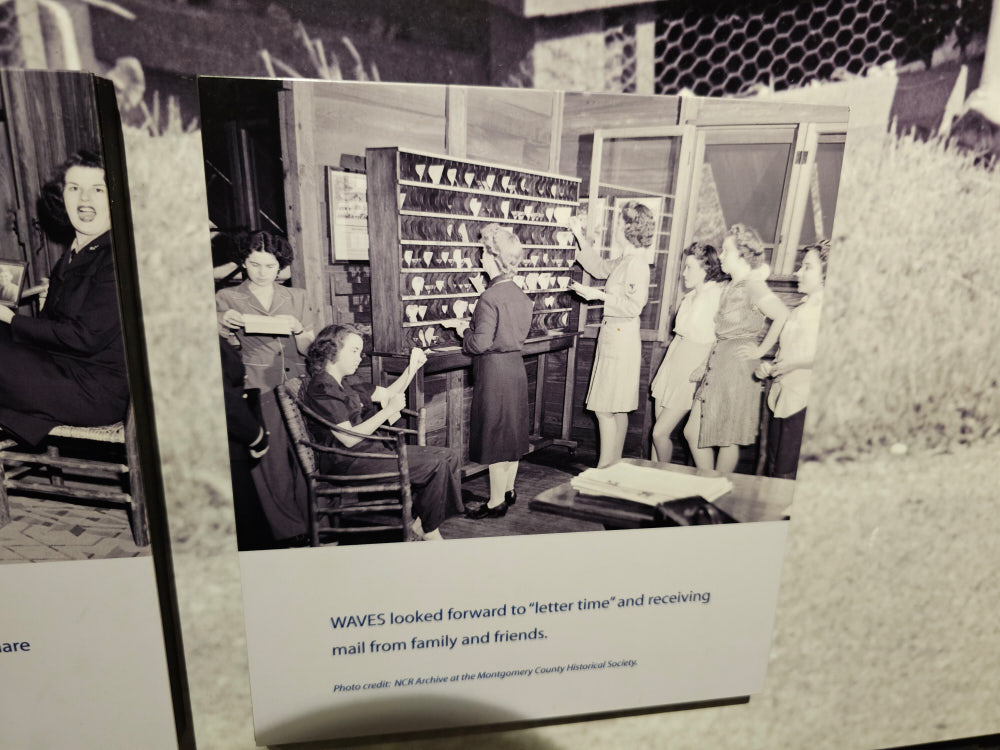 WAVES looked forward to "letter time" and receiving
mail from family and friends.
Photo credit: NCR Archive at the Montgomery County Historical Society.